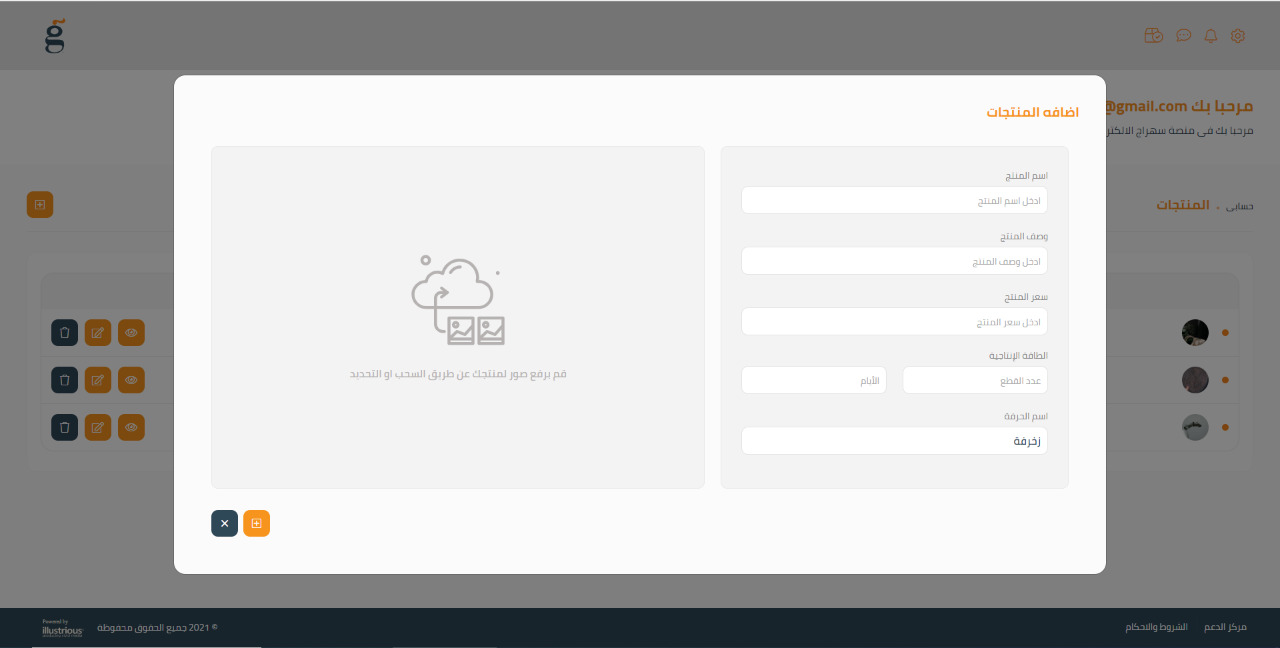 مرحبا بك @gmail.com
مرحبا بك فى منصة سهراج الالكتر
حسابى . المنتجات
اضافه المنتجات
اسم المنتج
ادخل اسم المنتج
وصف المنتج
ادخل وصف المنتج
سعر المنتج
ادخل سعر المنتج
الطاقة الإنتاجية
عدد القطع
الأيام
اسم الحرفة
زخرفة
قم برفع صور لمنتجك عن طريق السحب او التحديد
مركز الدعم
الشروط والاحكام
© 2021 جميع الحقوق محفوظة
Powered by
illustrious